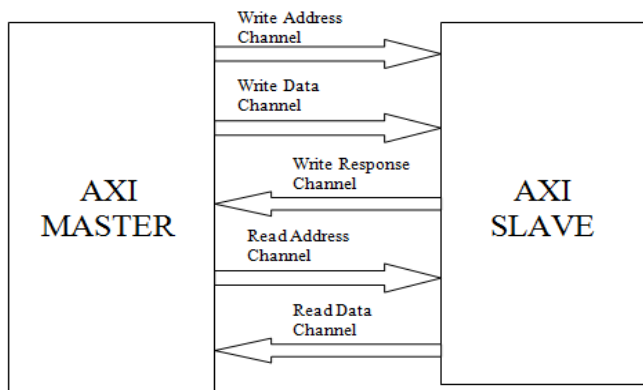 Write Address
Channel
Write Data
Channel
Write Response
Channel
AXI
MASTER
AXI
SLAVE
Read Address
Channel
Read Data
Channel